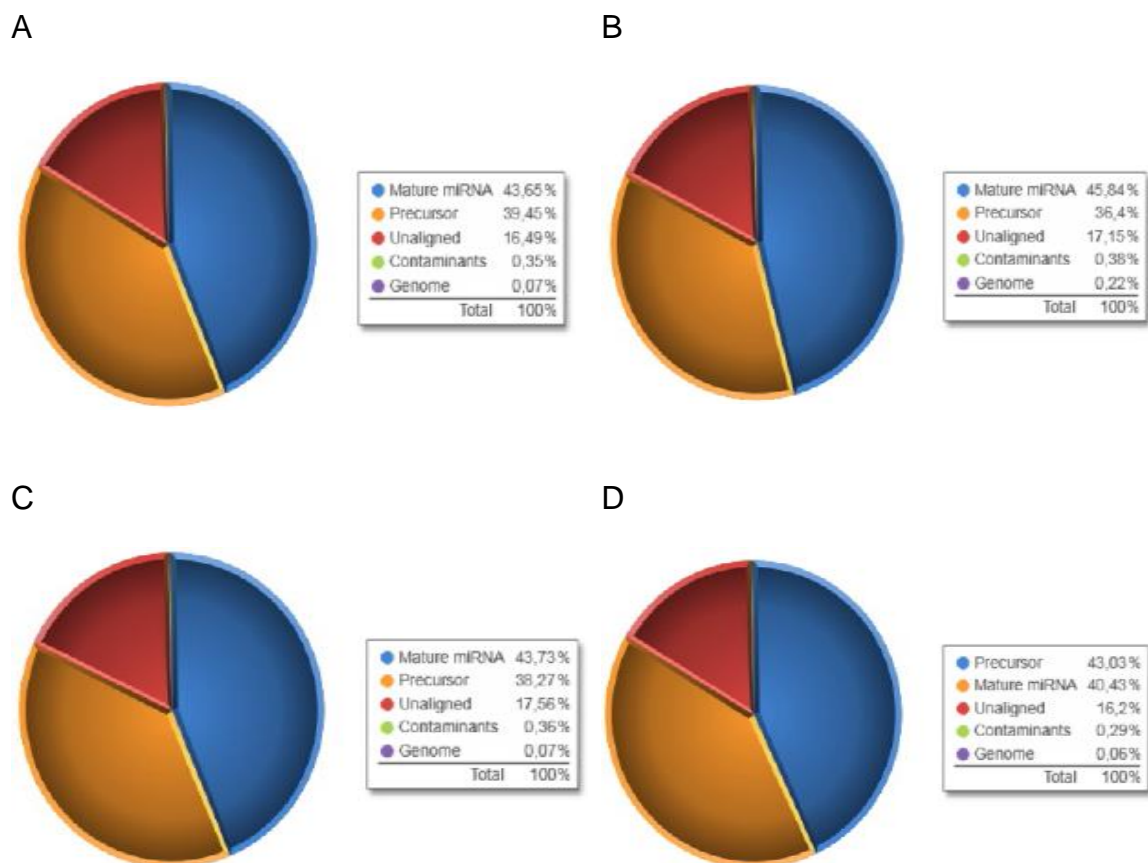 A
B
Mature miRNA 43,65%
Precursor 39,45%
Unaligned 16,49%
Contaminants 0,35%
Genome 0,07%
Total 100%
Mature miRNA 45,84%
Precursor 36,4%
Unaligned 17,15%
Contaminants 0,38%
Genome 0,22%
Total 100%
C
D
Mature miRNA 43,73%
Precursor 38,27%
Unaligned 17,56%
Contaminants 0,36%
Genome 0,07%
Total 100%
Precursor 43,03%
Mature miRNA 40,43%
Unaligned 16,2%
Contaminants 0,29%
Genome 0,06%
Total 100%